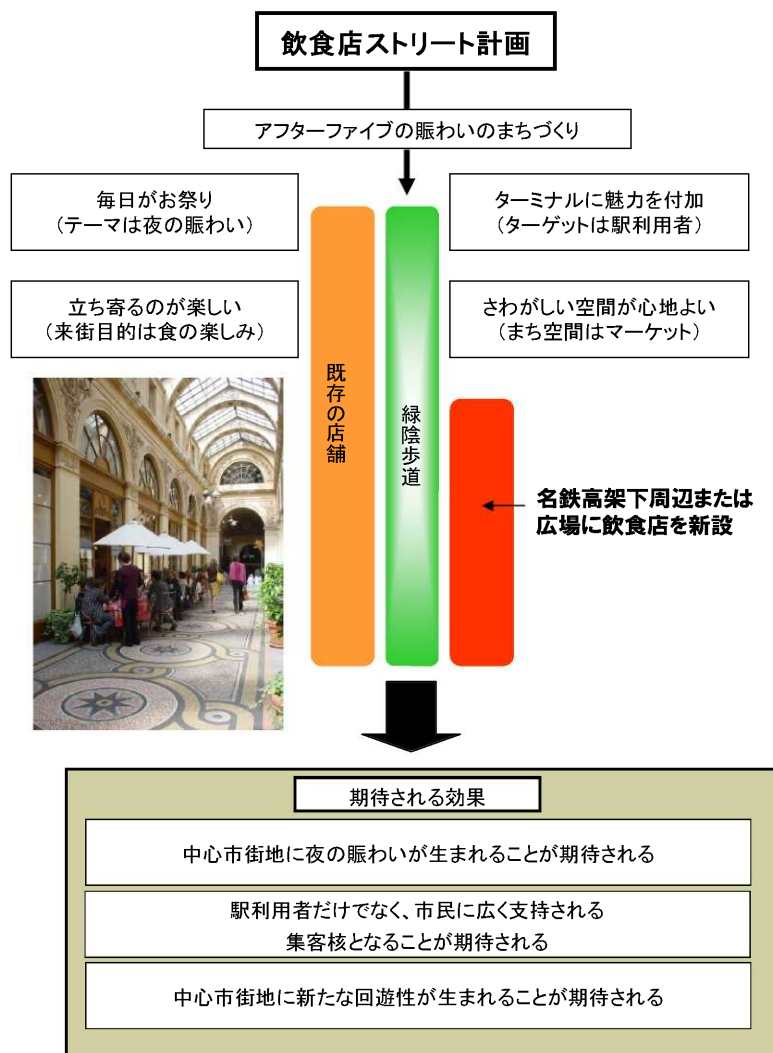 飲食店ストリート計画
アフターファイブの賑わいのまちづくり
毎日がお祭り
（テーマは夜の賑わい）
ターミナルに魅力を付加
（ターゲットは駅利用者）
立ち寄るのが楽しい
（来街目的は食の楽しみ）
さわがしい空間が心地よい
（まち空間はマーケット）
既存の店舗
緑陰歩道
名鉄高架下周辺または
広場に飲食店を新設
期待される効果
中心市街地に夜の賑わいが生まれることが期待される
駅利用者だけでなく、市民に広く支持される
集客核となることが期待される
中心市街地に新たな回遊性が生まれることが期待される